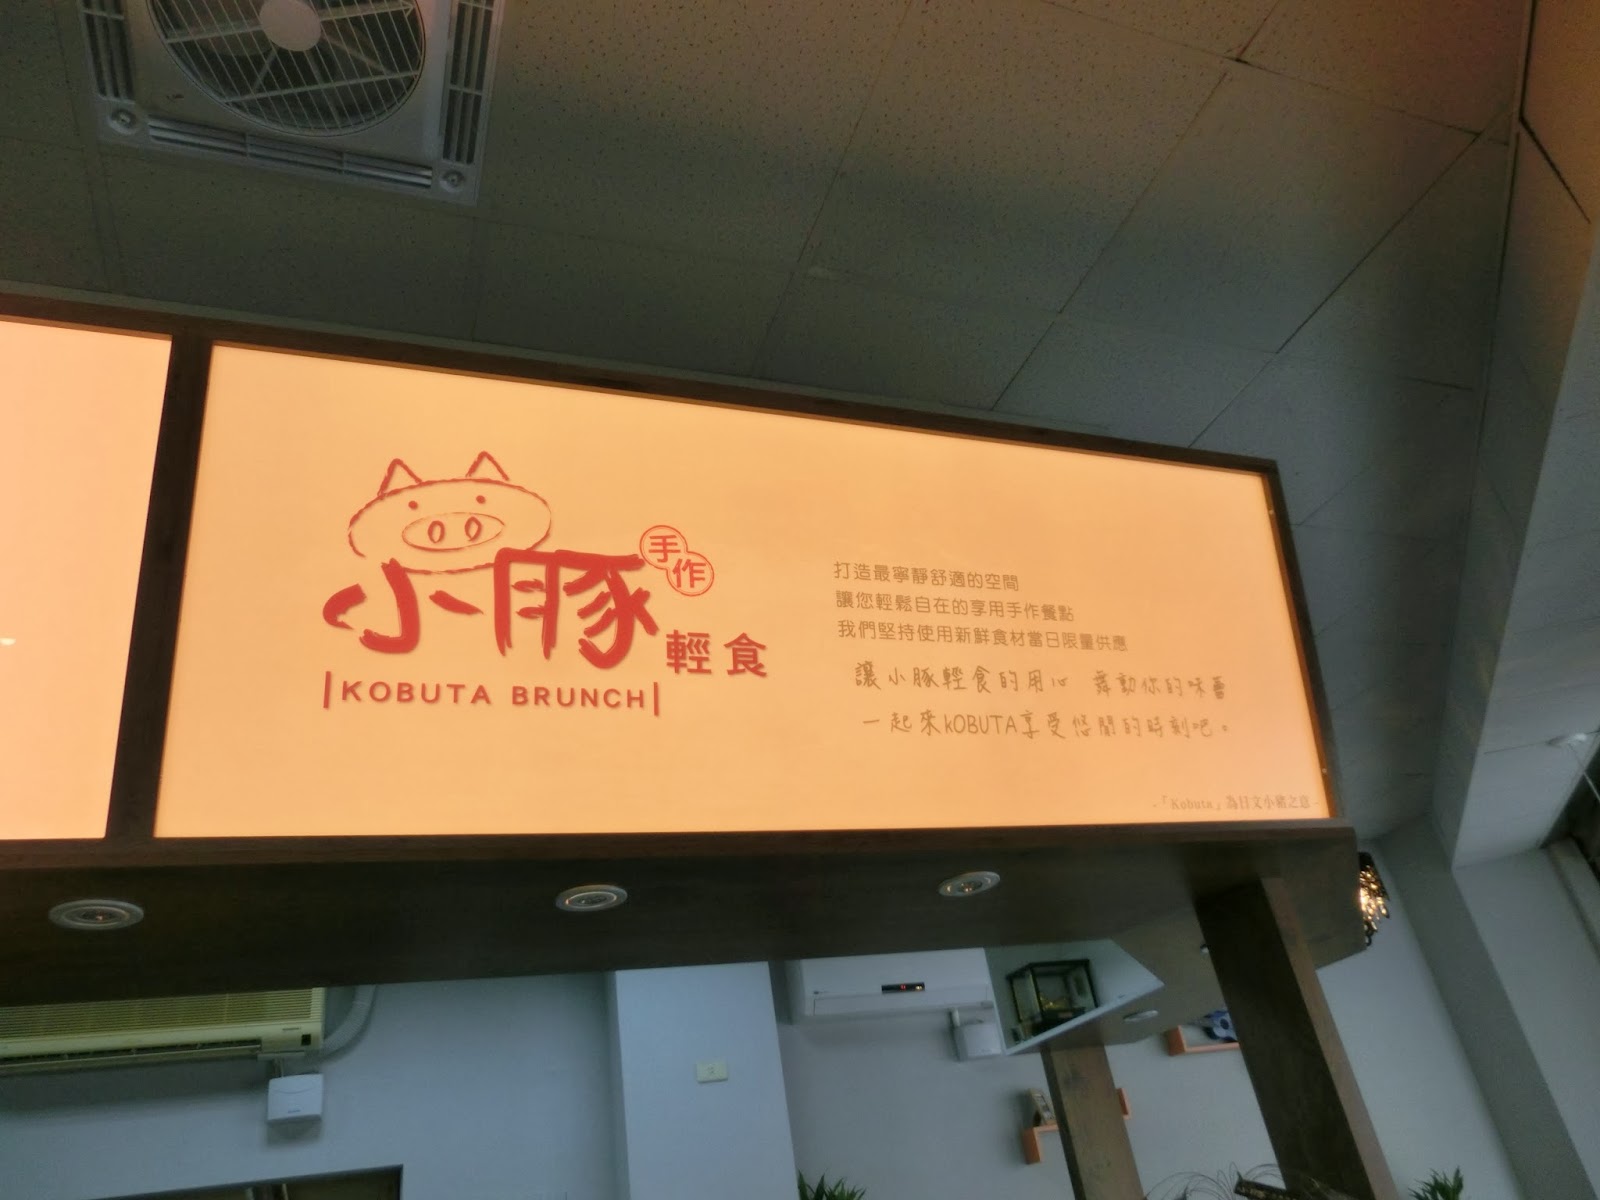 小豚
手作
輕食
KOBUTA BRUNCH
打造最寧靜舒適的空間
讓您輕鬆自在的享用手作餐點
我們堅持使用新鮮食材當日限量供應
讓小豚輕食的用心 舞動你的味蕾
一起來KOBUTA享受悠閒的時刻吧。
-「Kobuta」為日文小豬之意-